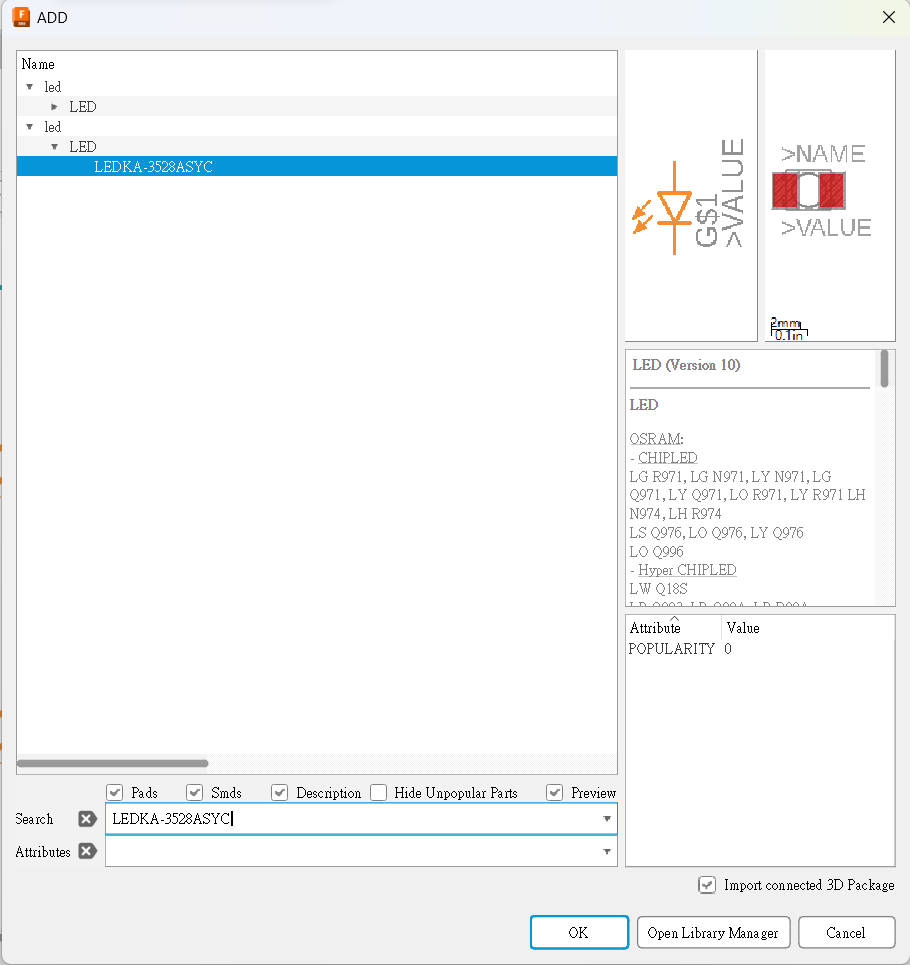 ADD
Name
led
LED
led
LED
LEDKA-3528ASYC
G$1
>VALUE
>NAME
>VALUE
2mm
0.1in
LED (Version 10)
LED
OSRAM:
- CHIPLED
LG R971, LG N971, LY N971, LG
Q971, LY Q971, LO R971, LY R971 LH
N974, LH R974
LS Q976, LO Q976, LY Q976
LO Q996
- Hyper CHIPLED
LW Q18S
Attribute Value
POPULARITY 0
Pads Smds Description Hide Unpopular Parts Preview
Search LEDKA-3528ASYC
Attributes
Import connected 3D Package
OK Open Library Manager Cancel